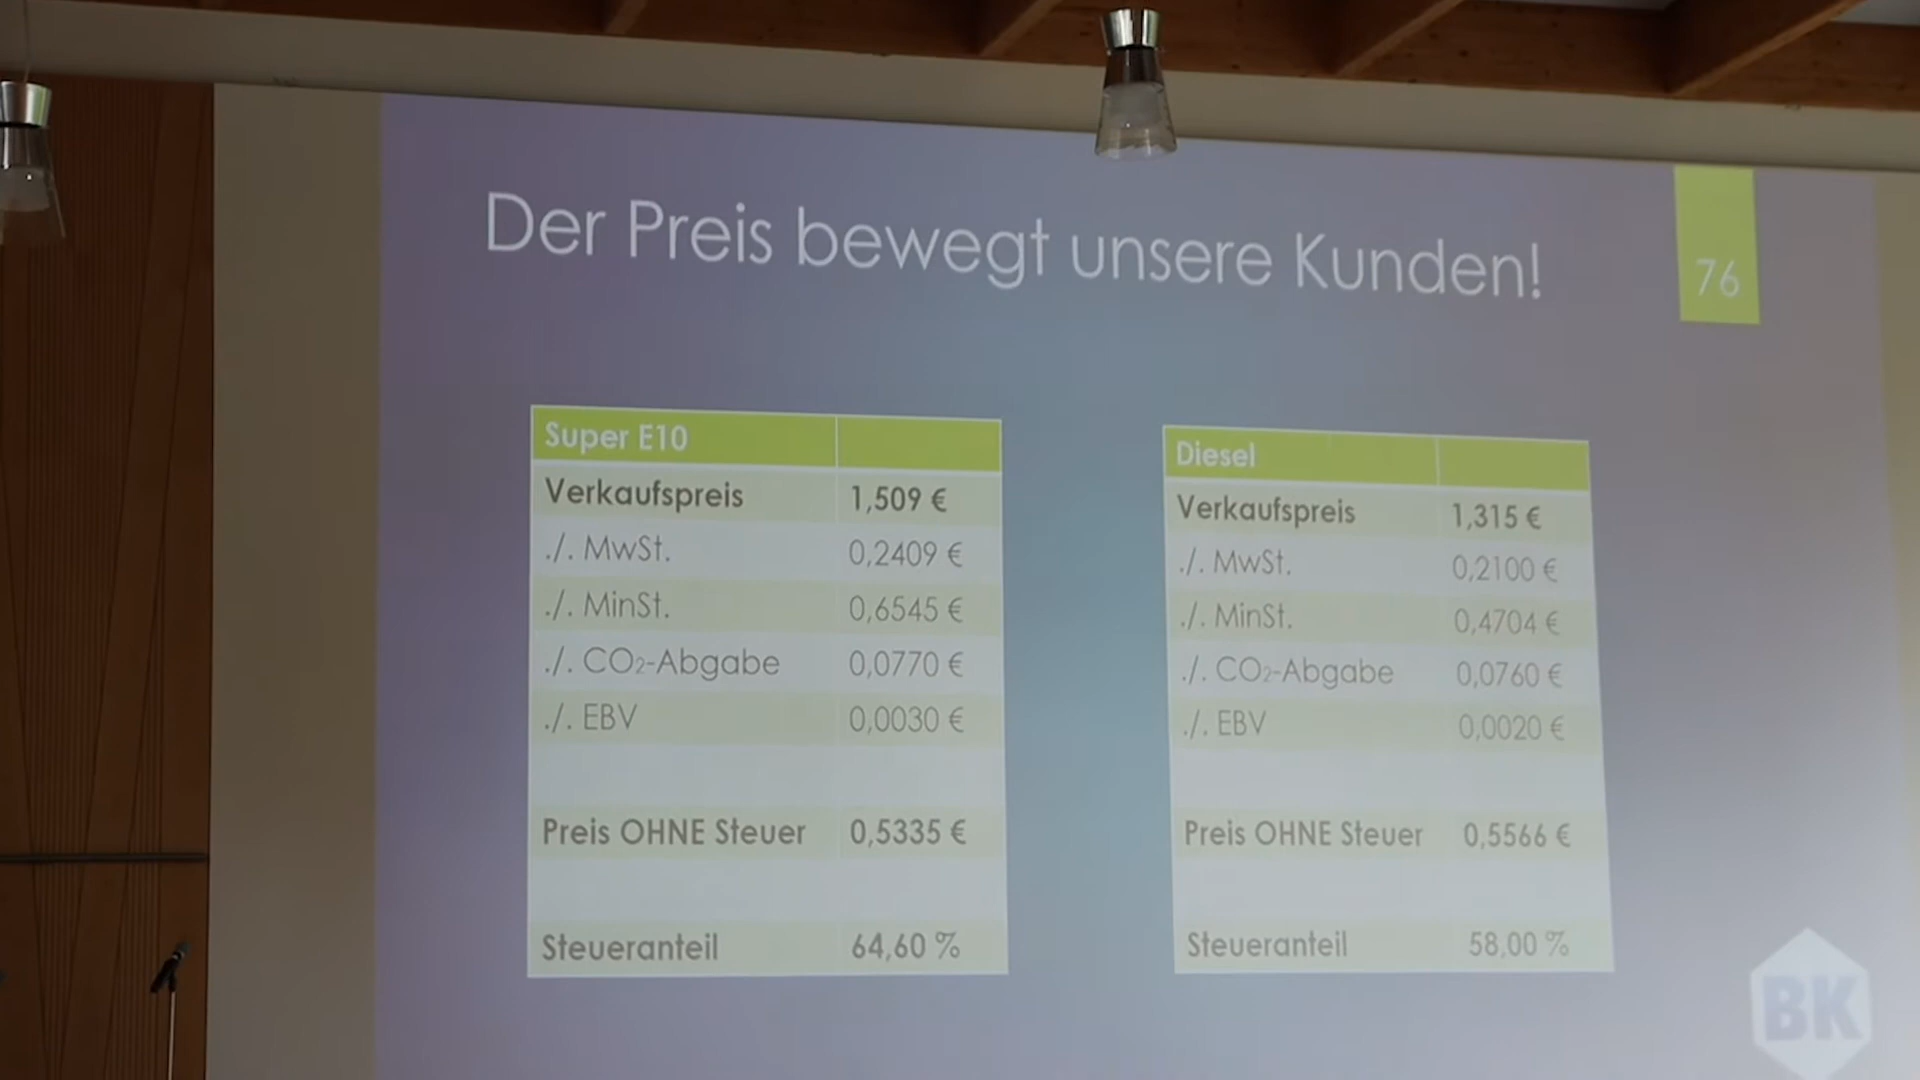 Der Preis bewegt unsere Kunden!
76
Super E10
Verkaufspreis 1,509 €
./. MwSt. 0,2409 €
./. MinSt. 0,6545 €
./. CO₂-Abgabe 0,0770 €
./. EBV 0,0030 €
Preis OHNE Steuer 0,5335 €
Steueranteil 64,60 %
Diesel
Verkaufspreis 1,315 €
./. MwSt. 0,2100 €
./. MinSt. 0,4704 €
./. CO₂-Abgabe 0,0760 €
./. EBV 0,0020 €
Preis OHNE Steuer 0,5566 €
Steueranteil 58,00 %
BK